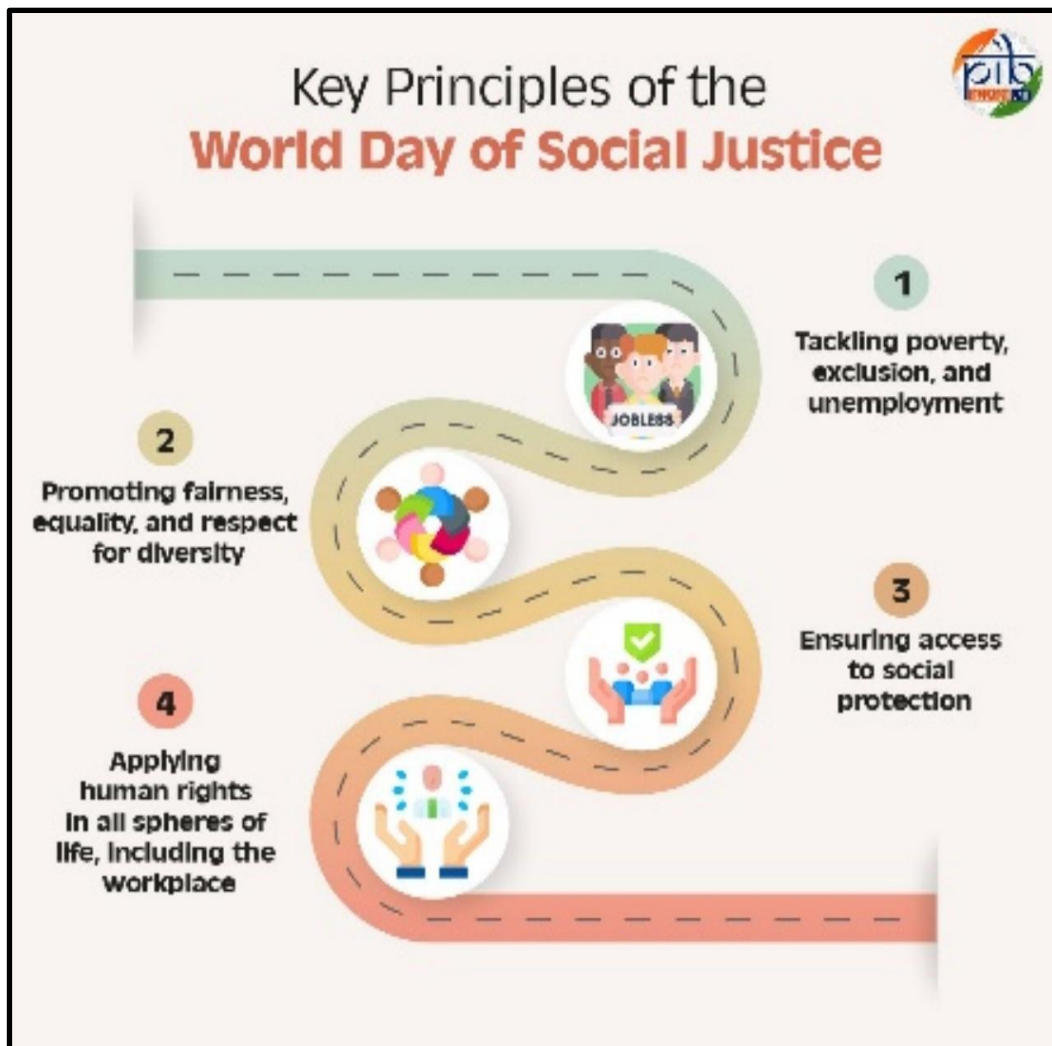 Key Principles of the
World Day of Social Justice
pib
1
Tackling poverty,
exclusion, and
unemployment
JOBLESS
2
Promoting fairness,
equality, and respect
for diversity
3
Ensuring access
to social
protection
4
Applying
human rights
in all spheres of
life, including the
workplace